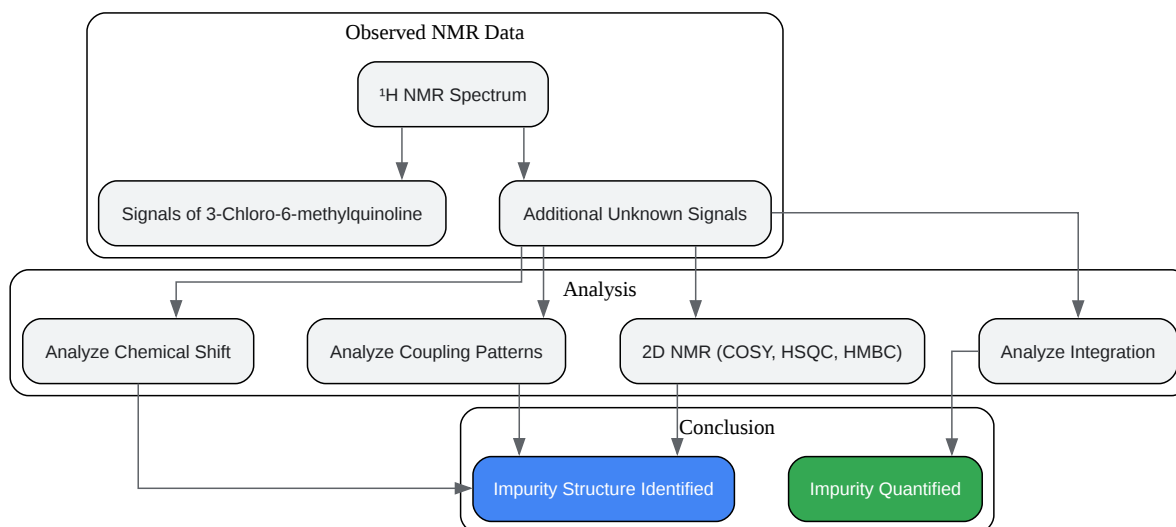 Observed NMR Data
¹H NMR Spectrum
Signals of 3-Chloro-6-methylquinoline
Additional Unknown Signals
Analysis
Analyze Chemical Shift
Analyze Coupling Patterns
2D NMR (COSY, HSQC, HMBC)
Analyze Integration
Conclusion
Impurity Structure Identified
Impurity Quantified